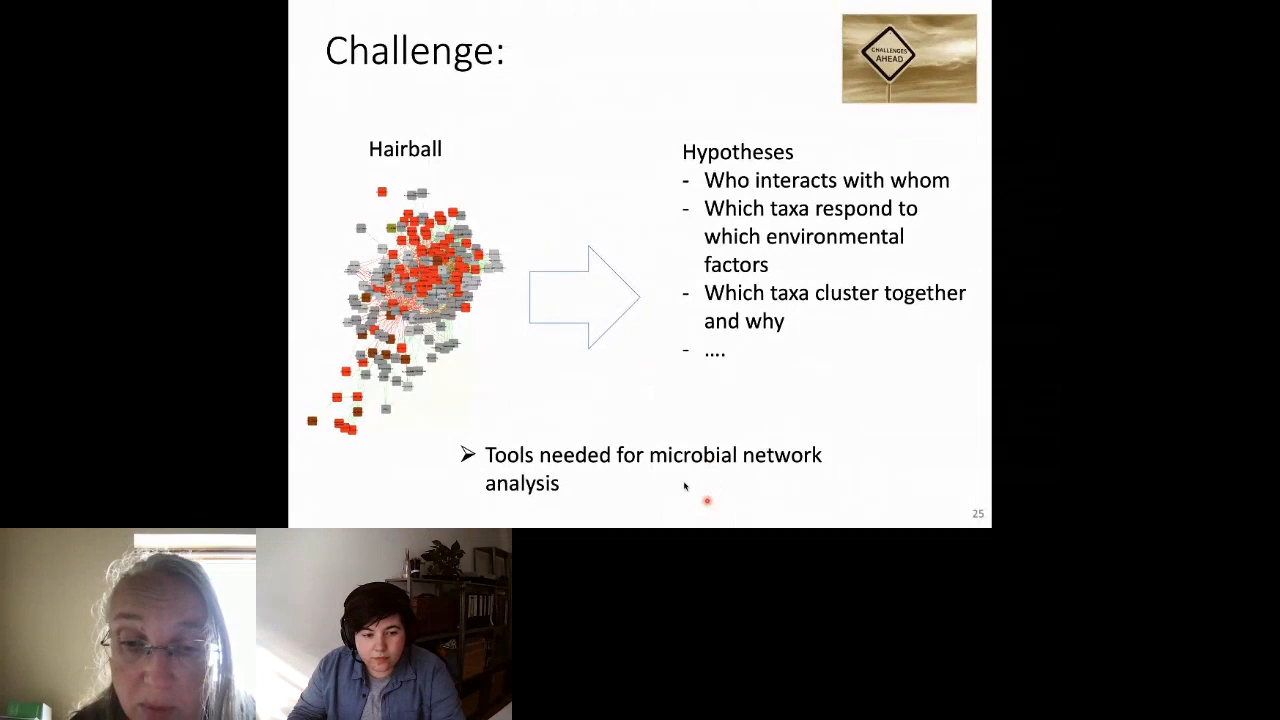 Challenge:
CHALLENGES
AHEAD
Hairball
Hypotheses
- Who interacts with whom
- Which taxa respond to
which environmental
factors
- Which taxa cluster together
and why
- ....
➢ Tools needed for microbial network
analysis
25